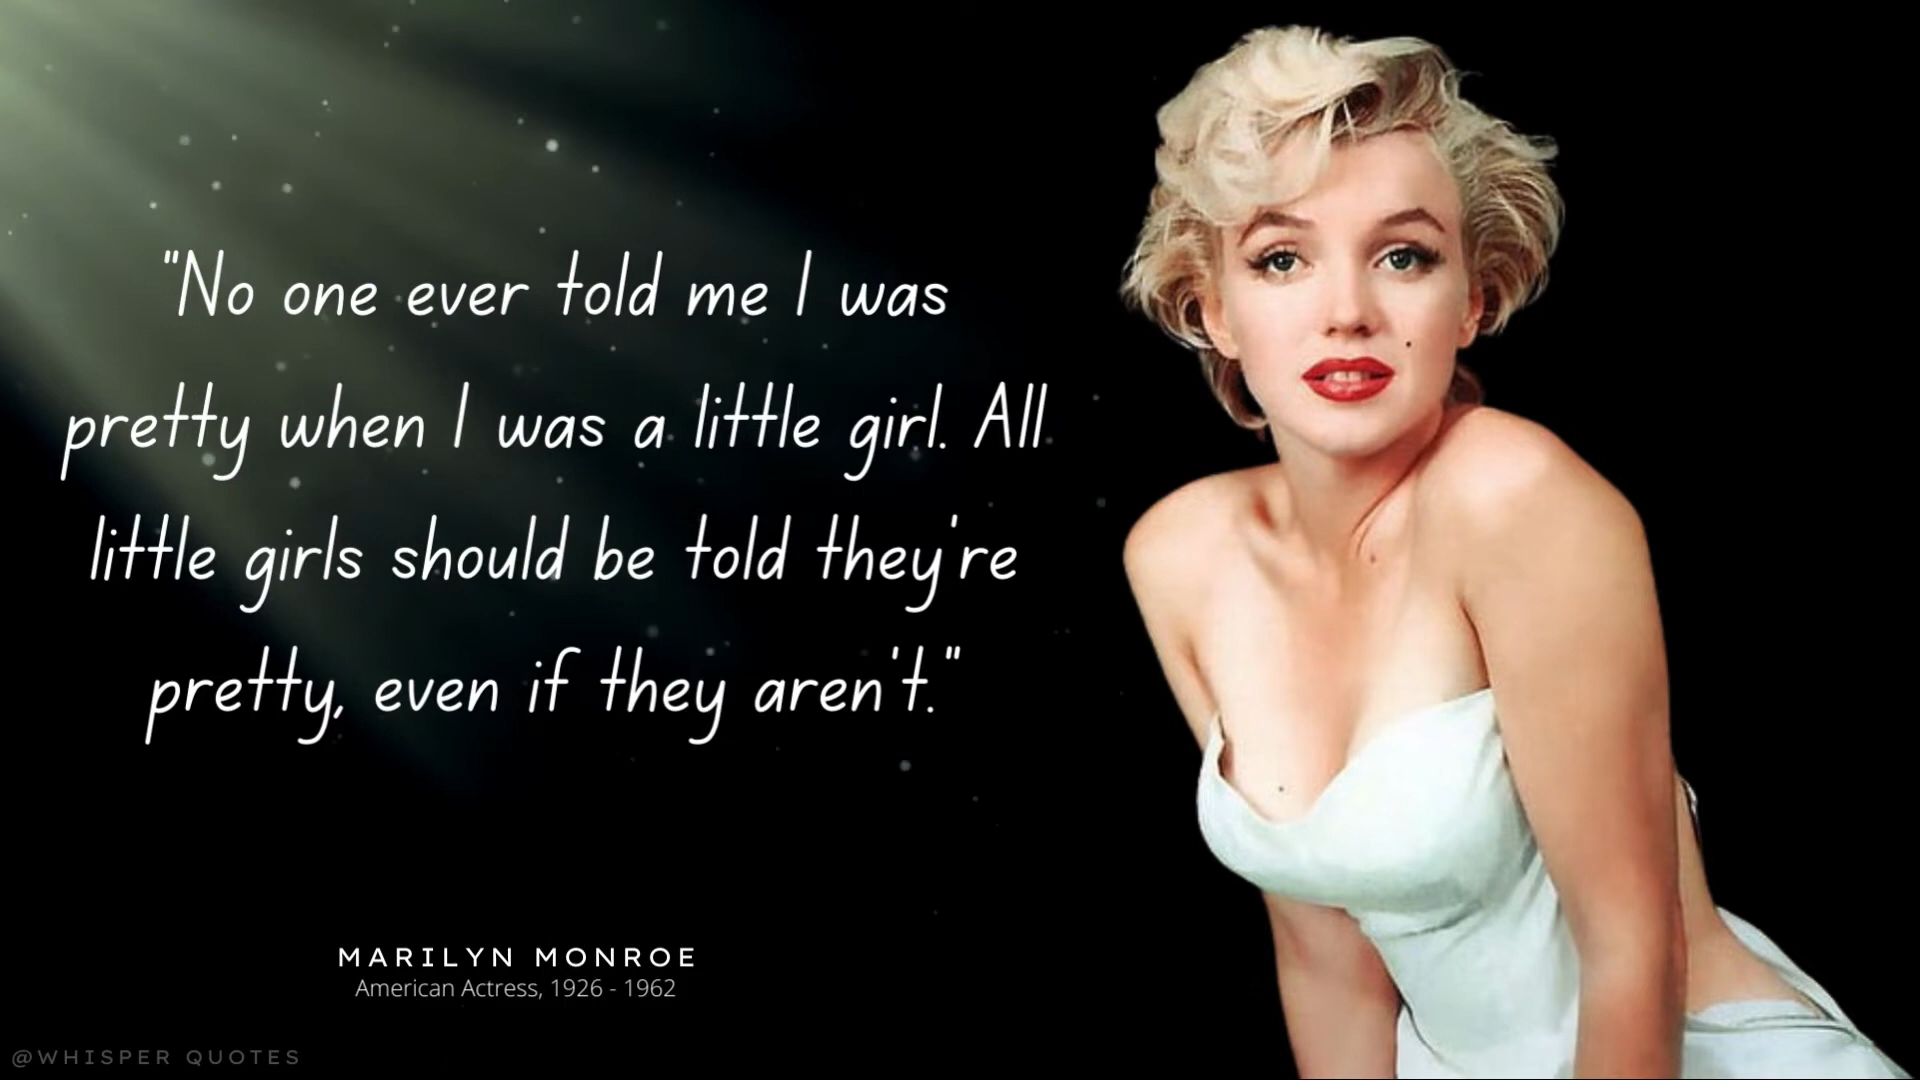 "No one ever told me I was
pretty when I was a little girl. All
little girls should be told they're
pretty, even if they aren't."
MARILYN MONROE
American Actress, 1926 - 1962
@WHISPER QUOTES